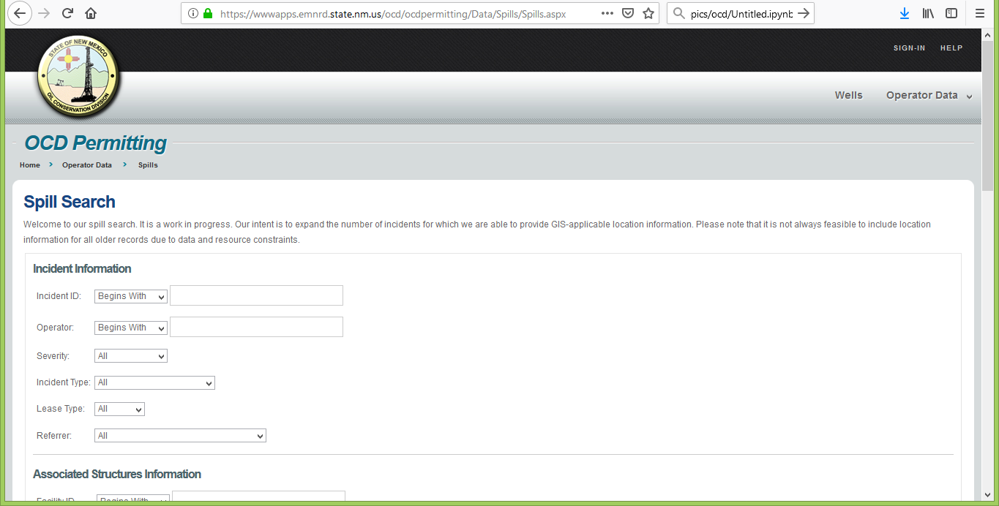 https://wwwapps.emnrd.state.nm.us/ocd/ocdpermitting/Data/Spills/Spills.aspx
pics/ocd/Untitled.ipynb
STATE OF NEW MEXICO
OIL CONSERVATION DIVISION
SIGN-IN HELP
Wells Operator Data
OCD Permitting
Home > Operator Data > Spills
Spill Search
Welcome to our spill search. It is a work in progress. Our intent is to expand the number of incidents for which we are able to provide GIS-applicable location information. Please note that it is not always feasible to include location
information for all older records due to data and resource constraints.
Incident Information
Incident ID: Begins With
Operator: Begins With
Severity: All
Incident Type: All
Lease Type: All
Referrer: All
Associated Structures Information
Facility ID Begins With